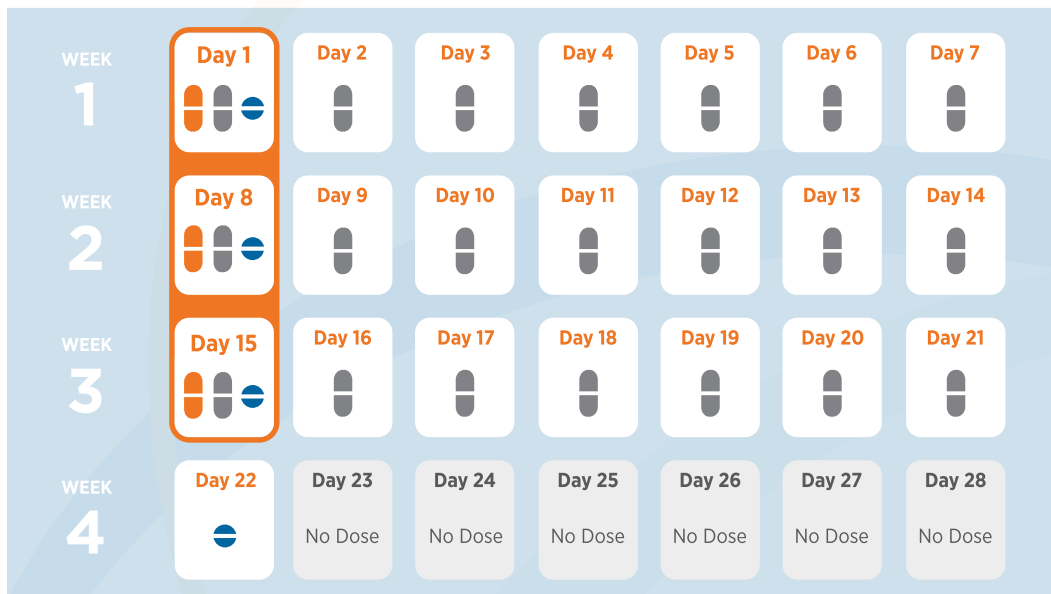 WEEK
1
Day 1
Day 2
Day 3
Day 4
Day 5
Day 6
Day 7
WEEK
2
Day 8
Day 9
Day 10
Day 11
Day 12
Day 13
Day 14
WEEK
3
Day 15
Day 16
Day 17
Day 18
Day 19
Day 20
Day 21
WEEK
4
Day 22
Day 23
No Dose
Day 24
No Dose
Day 25
No Dose
Day 26
No Dose
Day 27
No Dose
Day 28
No Dose